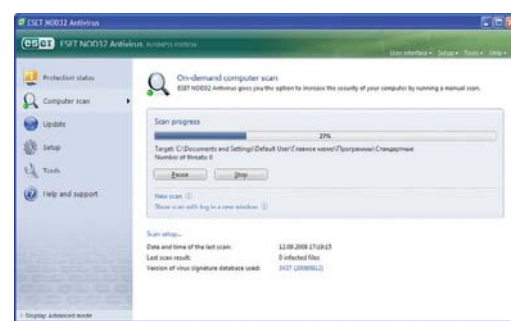 ESET NOD32 Antivirus
eset ESET NOD32 Antivirus BUSINESS EDITION
User interface Setup Tools Help
Protection status
Computer scan
Update
Setup
Tools
Help and support
On-demand computer scan
ESET NOD32 Antivirus gives you the option to increase the security of your computer by running a manual scan.
Scan progress
27%
Target: C:\Documents and Settings\Default User\Главное меню\Программы\Стандартные
Number of threats: 0
Pause Stop
New scan
Show scan with log in a new window
Scan setup...
Date and time of the last scan: 12.09.2008 17:19:15
Last scan result: 0 infected files
Version of virus signature database used: 3437 (20080912)
Display: Advanced mode